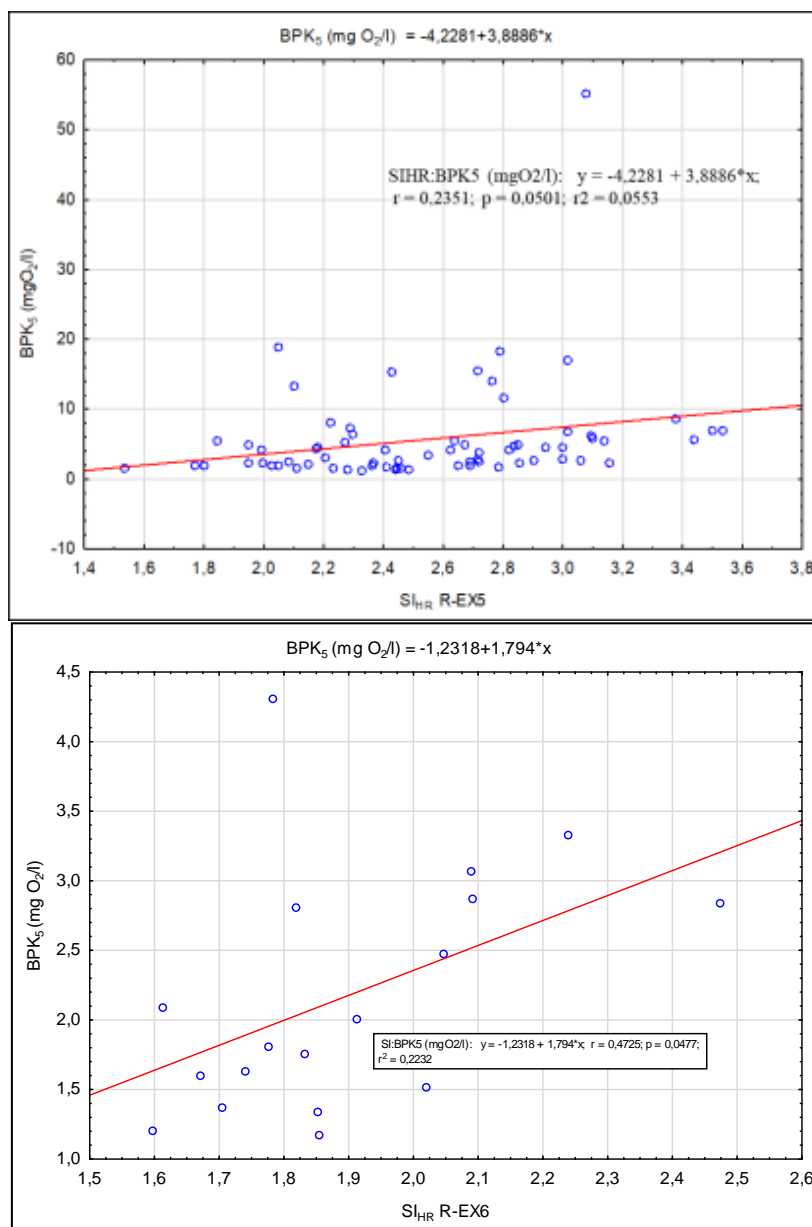 BPK₅ (mg O₂/l) = -4,2281+3,8886*x
60
50
40
30
20
10
0
-10
BPK₅ (mgO₂/l)
SIHR:BPK5 (mgO2/l): y = -4,2281 + 3,8886*x;
r = 0,2351; p = 0,0501; r2 = 0,0553
1,4 1,6 1,8 2,0 2,2 2,4 2,6 2,8 3,0 3,2 3,4 3,6 3,8
SI_HR R-EX5
BPK₅ (mg O₂/l) = -1,2318+1,794*x
4,5
4,0
3,5
3,0
2,5
2,0
1,5
1,0
BPK₅ (mg O₂/l)
SI:BPK5 (mgO2/l): y = -1,2318 + 1,794*x; r = 0,4725; p = 0,0477;
r² = 0,2232
1,5 1,6 1,7 1,8 1,9 2,0 2,1 2,2 2,3 2,4 2,5 2,6
SI_HR R-EX6